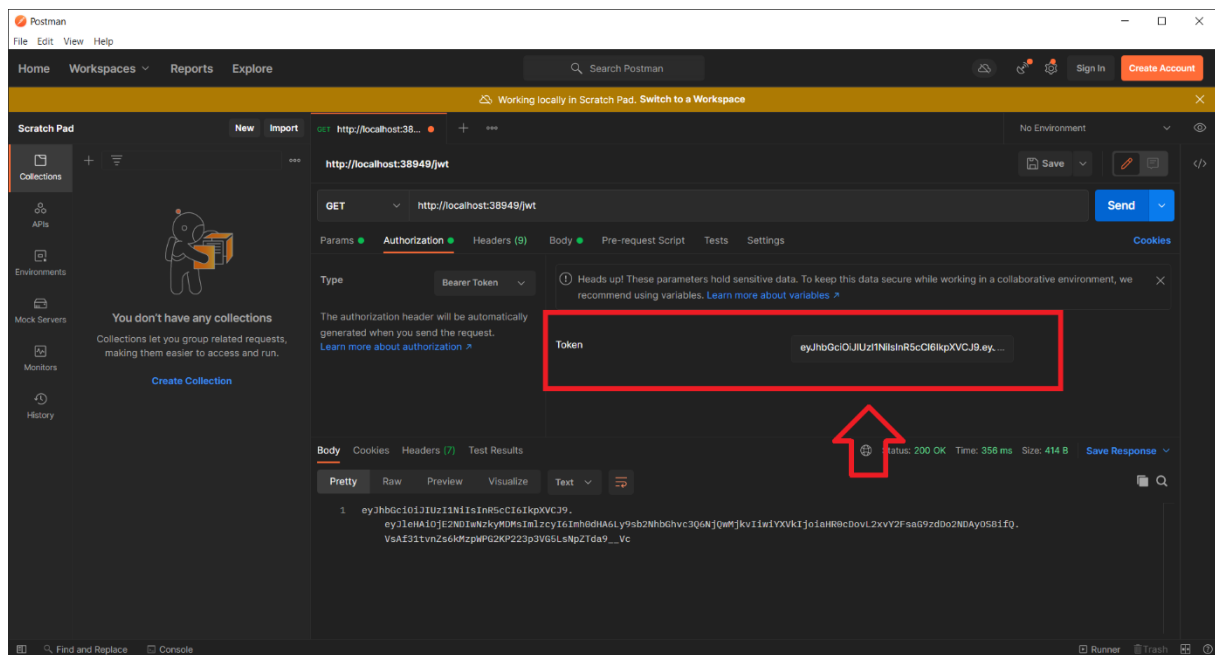 Postman
File Edit View Help
Home Workspaces Reports Explore Search Postman Sign In Create Account
Working locally in Scratch Pad. Switch to a Workspace
Scratch Pad New Import GET http://localhost:38... No Environment
http://localhost:38949/jwt Save
Collections
GET http://localhost:38949/jwt Send
APIs
Params Authorization Headers (9) Body Pre-request Script Tests Settings Cookies
Environments
Type Bearer Token Heads up! These parameters hold sensitive data. To keep this data secure while working in a collaborative environment, we
recommend using variables. Learn more about variables
Mock Servers
You don't have any collections
The authorization header will be automatically
generated when you send the request.
Learn more about authorization
Collections let you group related requests,
making them easier to access and run.
Token eyJhbGciOiJIUzI1NiIsInR5cCI6IkpXVCJ9.ey. ...
Monitors
Create Collection
History
Body Cookies Headers (7) Test Results Status: 200 OK Time: 356 ms Size: 414 B Save Response
Pretty Raw Preview Visualize Text
1 eyJhbGciOiJIUzI1NiIsInR5cCI6IkpXVCJ9.
eyJleHAiOjE2NDIwNzkyMDMsImlzcyI6Imh0dHA6Ly9sb2NhbGhvc3Q6NjQwMjkvIiwiYXVkIjoiaHR0cDovL2xvY2FsaG9zdDo2NDAyOS8ifQ.
VsAf31tvnZs6kMzpWPG2KP223p3VG5LsNpZTda9__Vc
Find and Replace Console Runner Trash